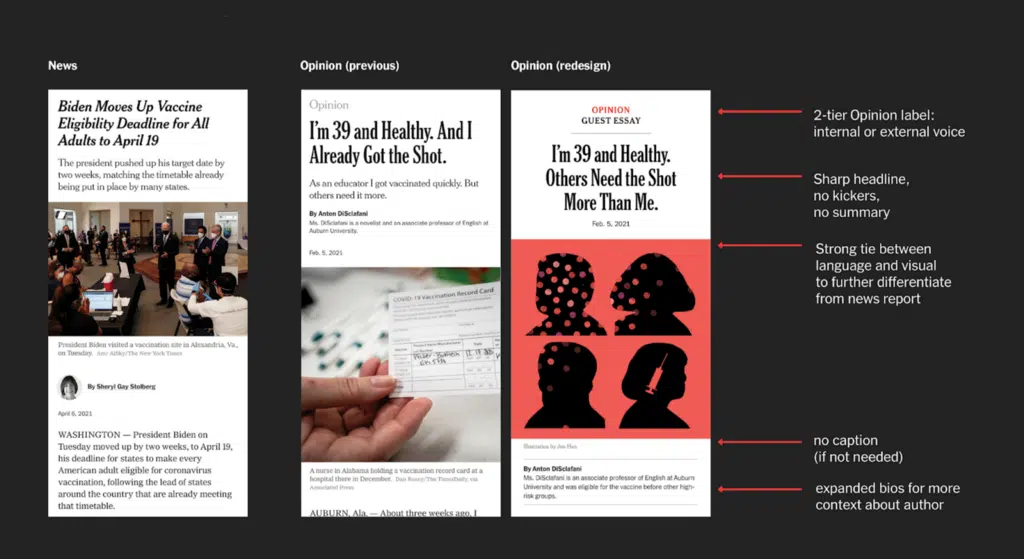 News
Biden Moves Up Vaccine
Eligibility Deadline for All
Adults to April 19
The president pushed up his target date by
two weeks, matching the timetable already
being put in place by many states.
President Biden visited a vaccination site in Alexandria, Va.,
on Tuesday. Amr Alfiky/The New York Times
By Sheryl Gay Stolberg
April 6, 2021
WASHINGTON — President Biden on
Tuesday moved up by two weeks, to April 19,
his deadline for states to make every
American adult eligible for coronavirus
vaccination, following the lead of states
around the country that are already meeting
that timetable.
Opinion (previous)
Opinion
I'm 39 and Healthy. And I
Already Got the Shot.
As an educator I got vaccinated quickly. But
others need it more.
By Anton DiSclafani
Ms. DiSclafani is a novelist and an associate professor of English at
Auburn University.
Feb. 5, 2021
COVID-19 Vaccination Record Card
A nurse in Alabama holding a vaccination record card at a
hospital there in December. Dan Busey/The TimesDaily, via
Associated Press
AUBURN, Ala. — About three weeks ago, I
Opinion (redesign)
OPINION
GUEST ESSAY
I'm 39 and Healthy.
Others Need the Shot
More Than Me.
Feb. 5, 2021
Illustration by Jun Han
By Anton DiSclafani
Ms. DiSclafani is an associate professor of English at Auburn
University and was eligible for the vaccine before other high-
risk groups.
2-tier Opinion label:
internal or external voice
Sharp headline,
no kickers,
no summary
Strong tie between
language and visual
to further differentiate
from news report
no caption
(if not needed)
expanded bios for more
context about author